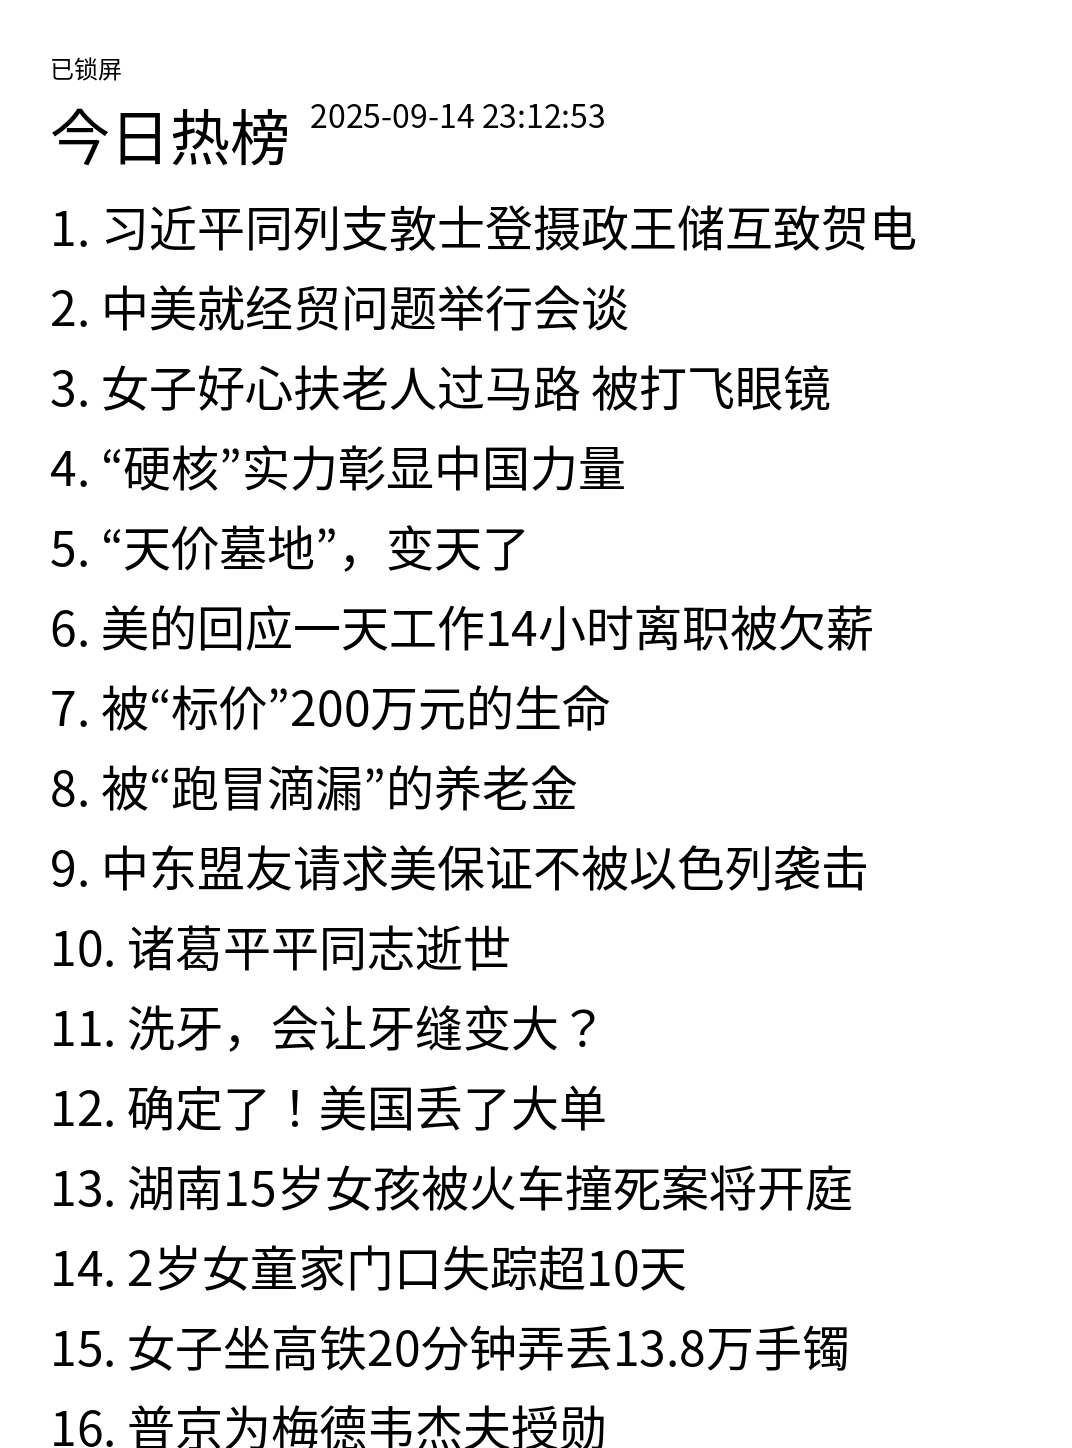 已锁屏
今日热榜 2025-09-14 23:12:53
1. 习近平同列支敦士登摄政王储互致贺电
2. 中美就经贸问题举行会谈
3. 女子好心扶老人过马路 被打飞眼镜
4. “硬核”实力彰显中国力量
5. “天价墓地”，变天了
6. 美的回应一天工作14小时离职被欠薪
7. 被“标价”200万元的生命
8. 被“跑冒滴漏”的养老金
9. 中东盟友请求美保证不被以色列袭击
10. 诸葛平平同志逝世
11. 洗牙，会让牙缝变大？
12. 确定了！美国丢了大单
13. 湖南15岁女孩被火车撞死案将开庭
14. 2岁女童家门口失踪超10天
15. 女子坐高铁20分钟弄丢13.8万手镯
16. 普京为梅德韦杰夫授勋